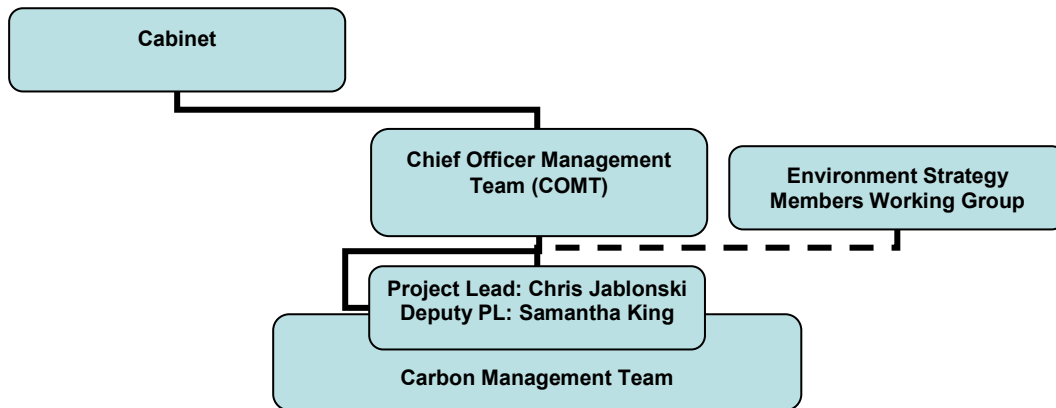 Cabinet
Chief Officer Management
Team (COMT)
Environment Strategy
Members Working Group
Project Lead: Chris Jablonski
Deputy PL: Samantha King
Carbon Management Team